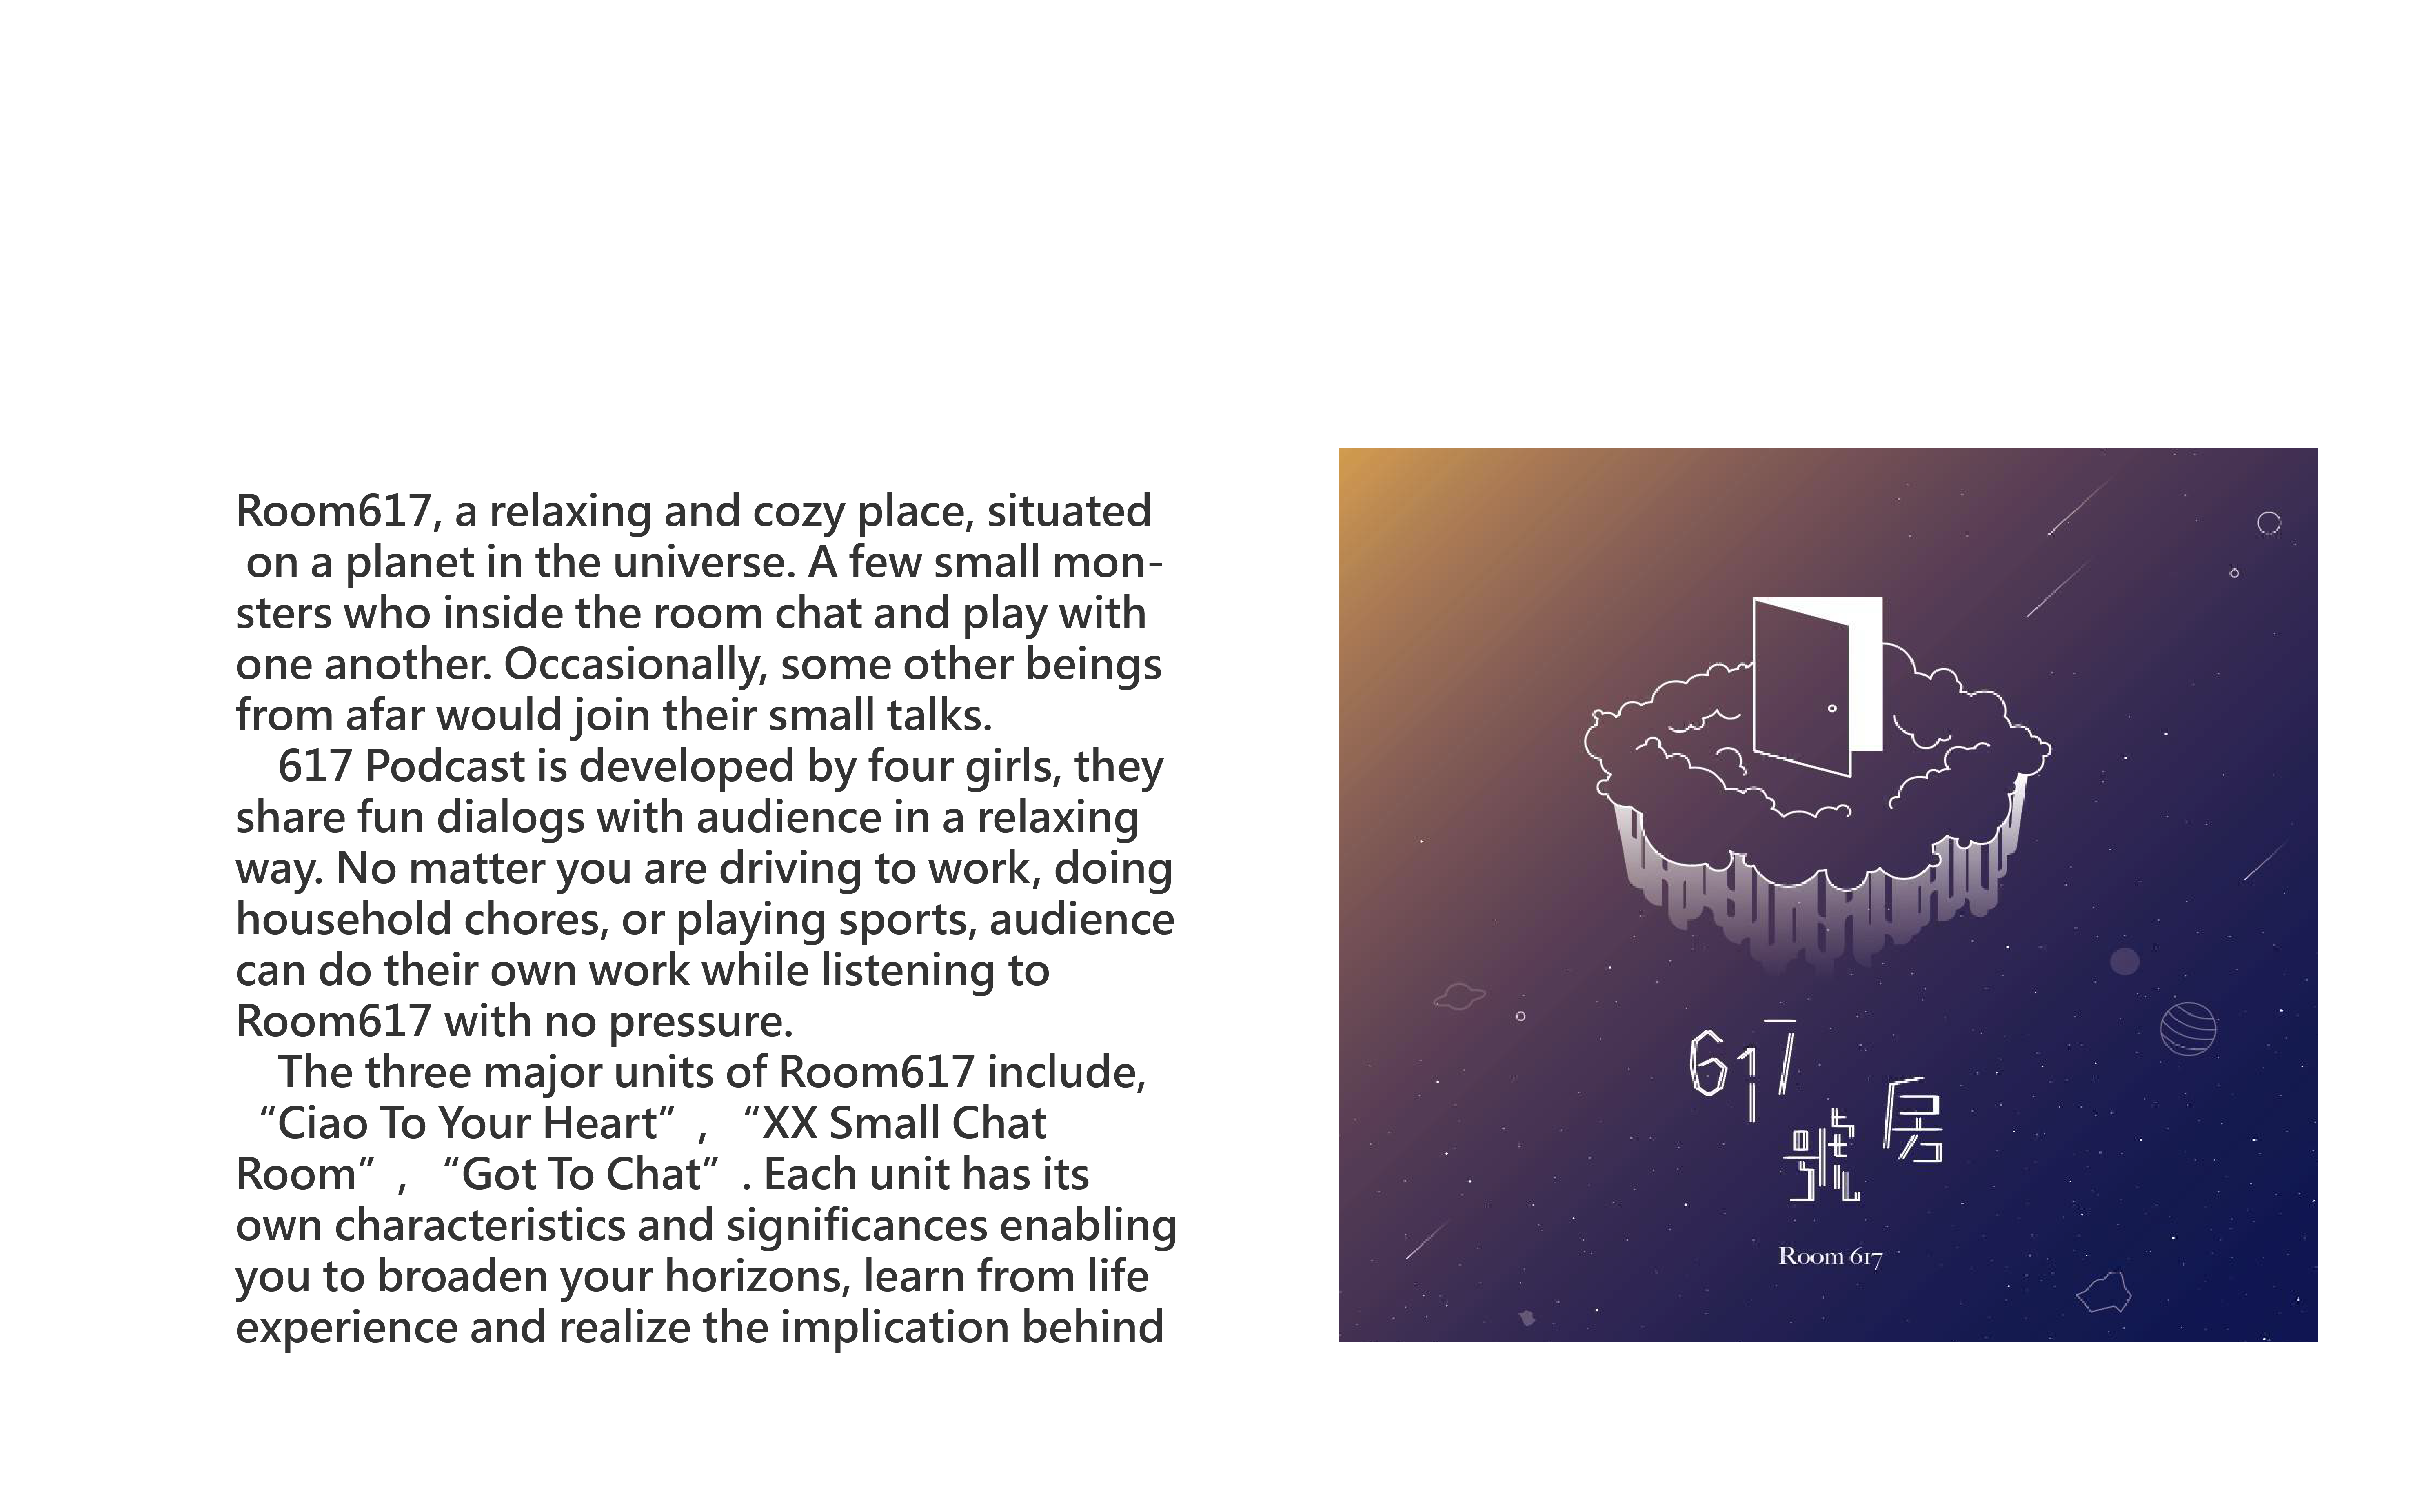 Room617, a relaxing and cozy place, situated
on a planet in the universe. A few small mon-
sters who inside the room chat and play with
one another. Occasionally, some other beings
from afar would join their small talks.
617 Podcast is developed by four girls, they
share fun dialogs with audience in a relaxing
way. No matter you are driving to work, doing
household chores, or playing sports, audience
can do their own work while listening to
Room617 with no pressure.
The three major units of Room617 include,
“Ciao To Your Heart”, “XX Small Chat
Room”, “Got To Chat”. Each unit has its
own characteristics and significances enabling
you to broaden your horizons, learn from life
experience and realize the implication behind
617
號房
Room 617